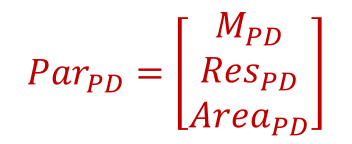 Par_PD = [
M_PD
Res_PD
Area_PD
]